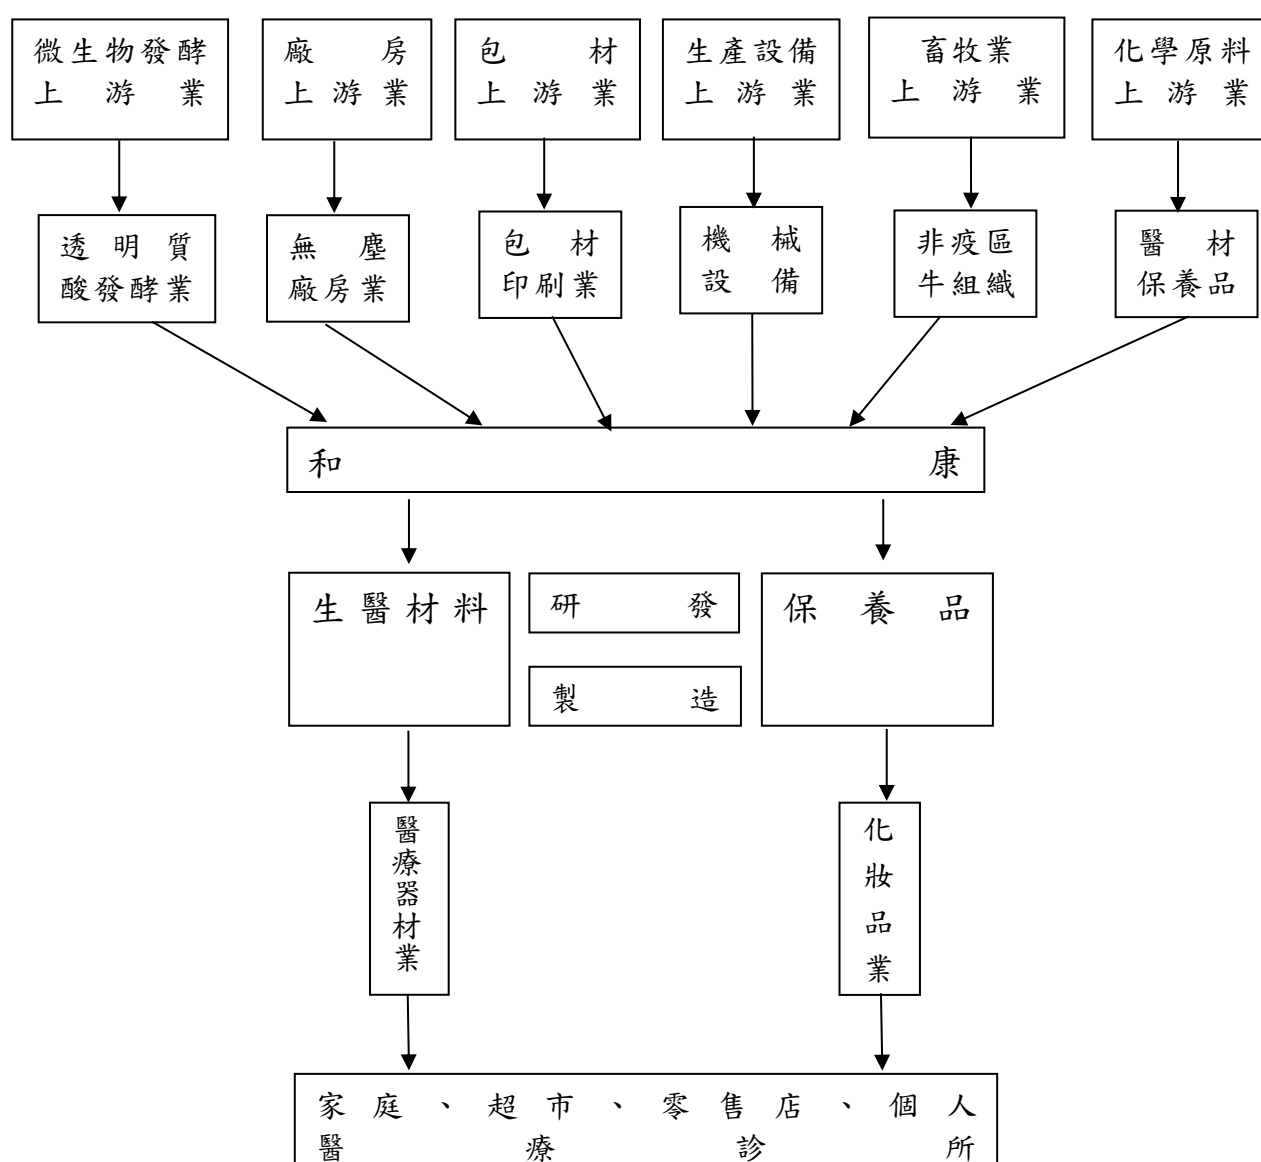 微生物發酵
上游業
廠房
上游業
包材
上游業
生產設備
上游業
畜牧業
上游業
化學原料
上游業
透明質
酸發酵業
無塵
廠房業
包材
印刷業
機械
設備
非疫區
牛組織
醫材
保養品
和康
生醫材料
研發
製造
保養品
醫療器材業
化妝品業
家庭、超市、零售店、個人
醫療診所